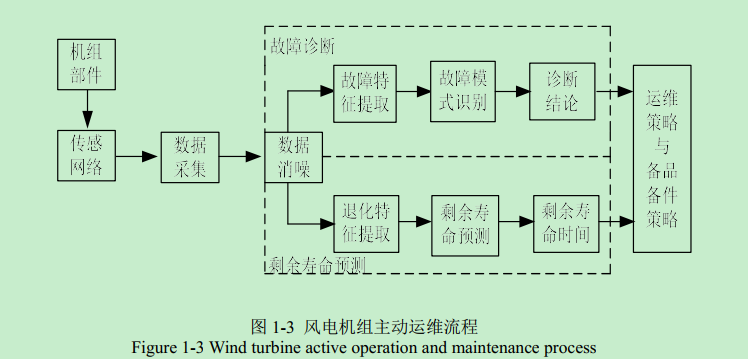 故障诊断
机组
部件
传感
网络
数据
采集
数据
消噪
故障特
征提取
故障模
式识别
诊断
结论
退化特
征提取
剩余寿
命预测
剩余寿
命时间
运维
策略
与
备品
备件
策略
剩余寿命预测
图 1-3 风电机组主动运维流程
Figure 1-3 Wind turbine active operation and maintenance process